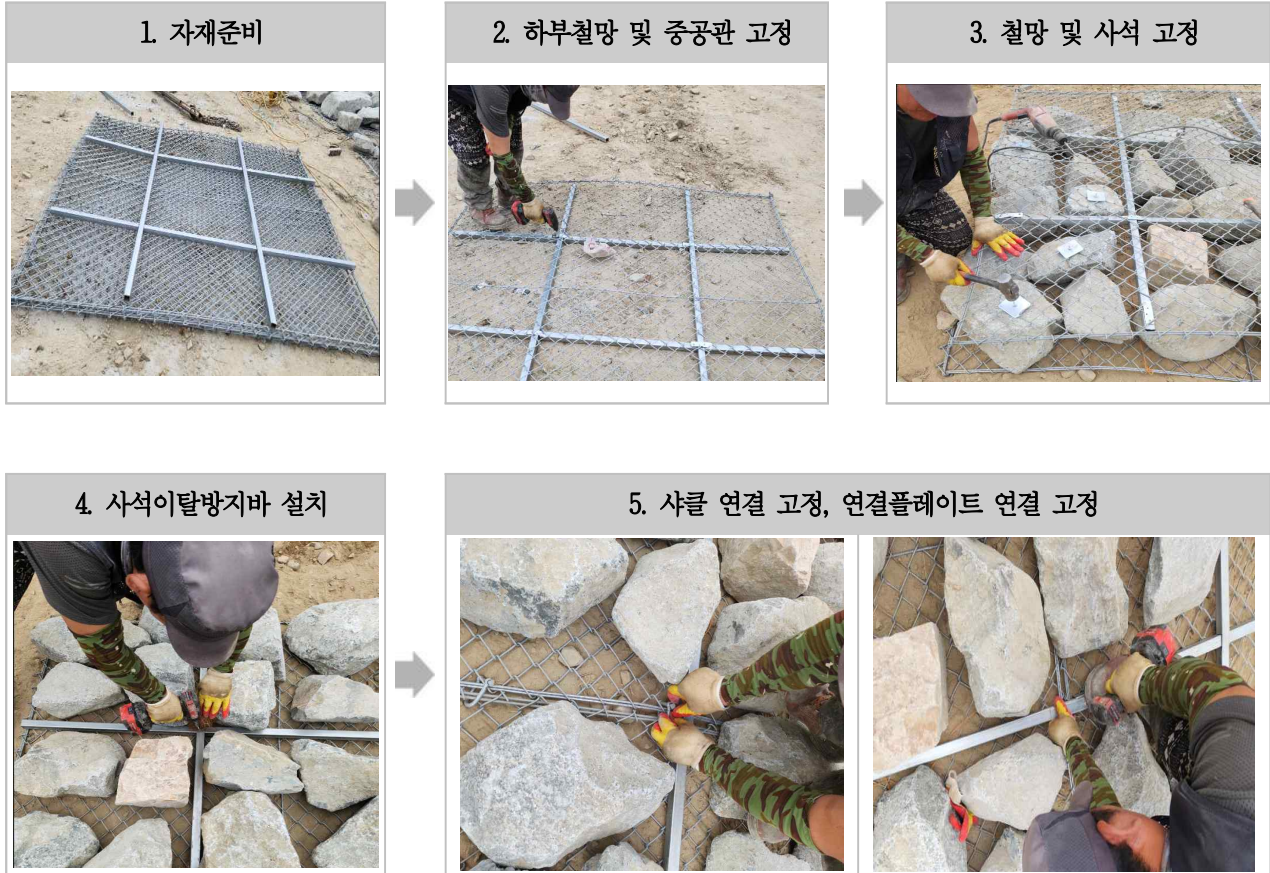 1. 자재준비
2. 하부철망 및 중공관 고정
3. 철망 및 사석 고정
4. 사석이탈방지바 설치
5. 샤클 연결 고정, 연결플레이트 연결 고정